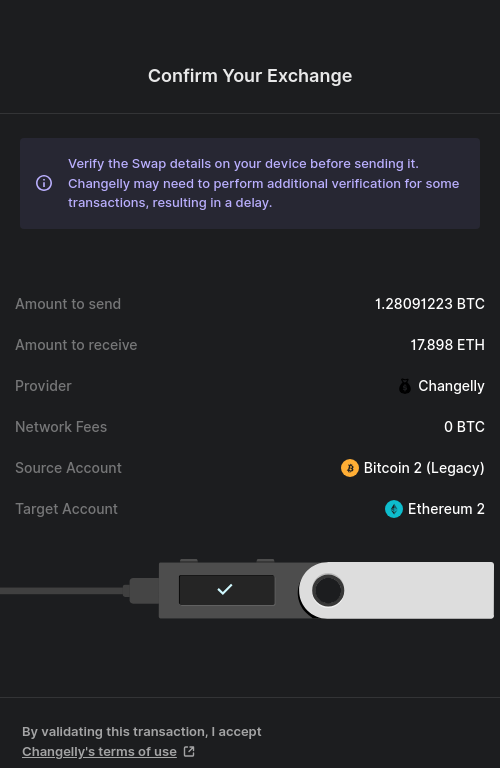 Confirm Your Exchange
Verify the Swap details on your device before sending it.
Changelly may need to perform additional verification for some
transactions, resulting in a delay.
Amount to send 1.28091223 BTC
Amount to receive 17.898 ETH
Provider Changelly
Network Fees 0 BTC
Source Account Bitcoin 2 (Legacy)
Target Account Ethereum 2
By validating this transaction, I accept
Changelly's terms of use